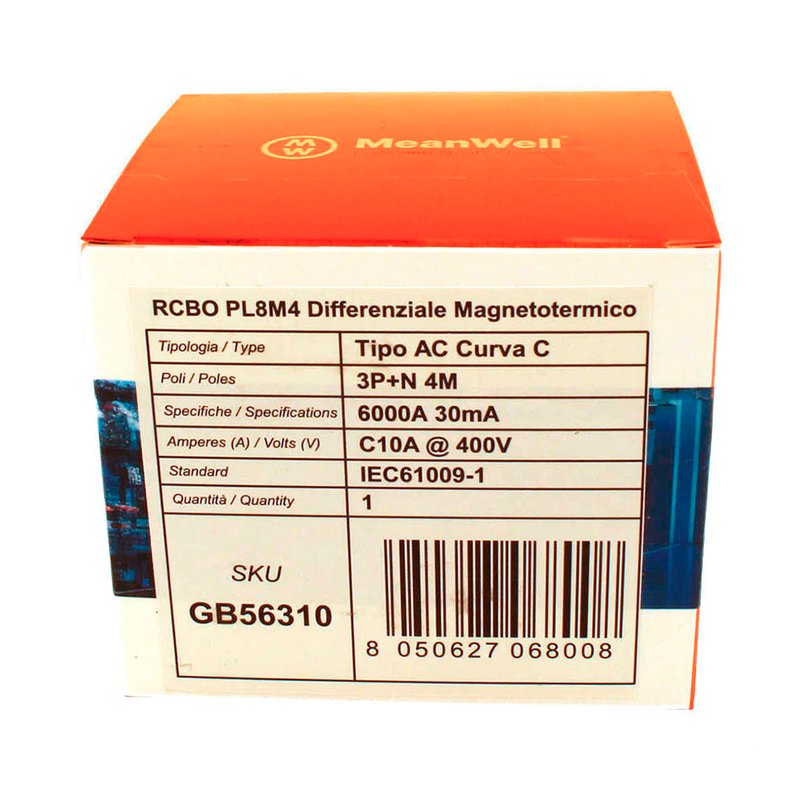 MW MeanWell
RCBO PL8M4 Differenziale Magnetotermico
Tipologia / Type Tipo AC Curva C
Poli / Poles 3P+N 4M
Specifiche / Specifications 6000A 30mA
Amperes (A) / Volts (V) C10A @ 400V
Standard IEC61009-1
Quantità / Quantity 1
SKU
GB56310
8 050627 068008